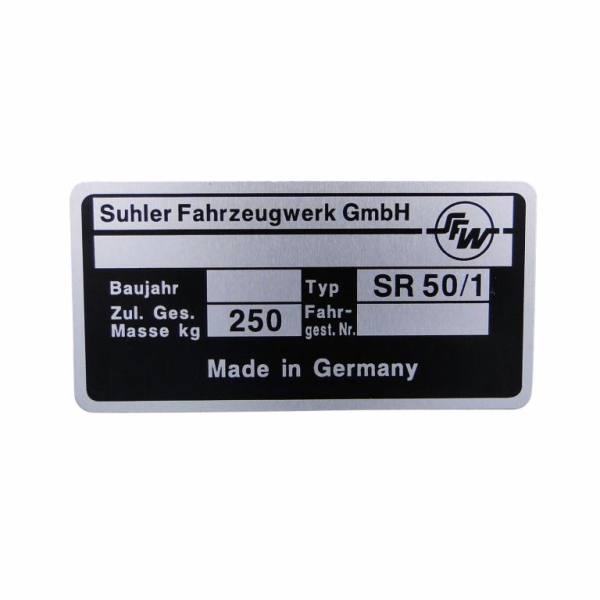 Suhler Fahrzeugwerk GmbH
SFW
Baujahr
Typ SR 50/1
Zul. Ges. Masse kg 250
Fahr-gest. Nr.
Made in Germany